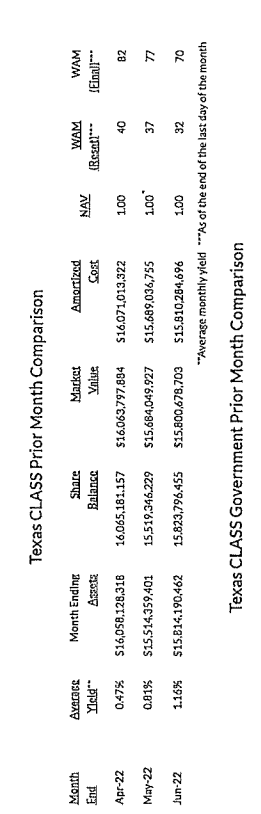 Texas CLASS Prior Month Comparison
Month Average Month Ending Share Market Amortized NAV WAM WAM
End Yield** Assets Balance Value Cost (Reset)*** (Final)***
Apr-22 0.47% $16,058,128,318 16,065,181,157 $16,063,797,884 $16,071,013,322 1.00 40 82
May-22 0.81% $15,514,359,401 15,519,346,229 $15,684,049,927 $15,689,036,755 1.00 37 77
Jun-22 1.16% $15,814,190,462 15,823,796,455 $15,800,678,703 $15,810,284,696 1.00 32 70
**Average monthly yield ***As of the end of the last day of the month
Texas CLASS Government Prior Month Comparison